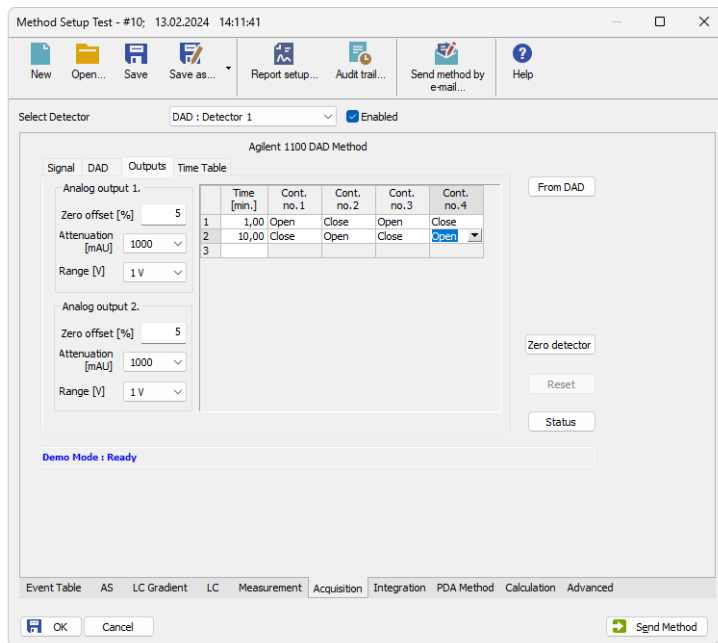 Method Setup Test - #10; 13.02.2024 14:11:41
New Open... Save Save as... Report setup... Audit trail... Send method by e-mail... Help
Select Detector DAD : Detector 1 Enabled
Agilent 1100 DAD Method
Signal DAD Outputs Time Table
Analog output 1.
Zero offset [%] 5
Attenuation [mAU] 1000
Range [V] 1 V
Analog output 2.
Zero offset [%] 5
Attenuation [mAU] 1000
Range [V] 1 V
Time [min.] Cont. no.1 Cont. no.2 Cont. no.3 Cont. no.4
1 1,00 Open Close Open Close
2 10,00 Close Open Close Open
3
From DAD
Zero detector
Reset
Status
Demo Mode : Ready
Event Table AS LC Gradient LC Measurement Acquisition Integration PDA Method Calculation Advanced
OK Cancel Send Method